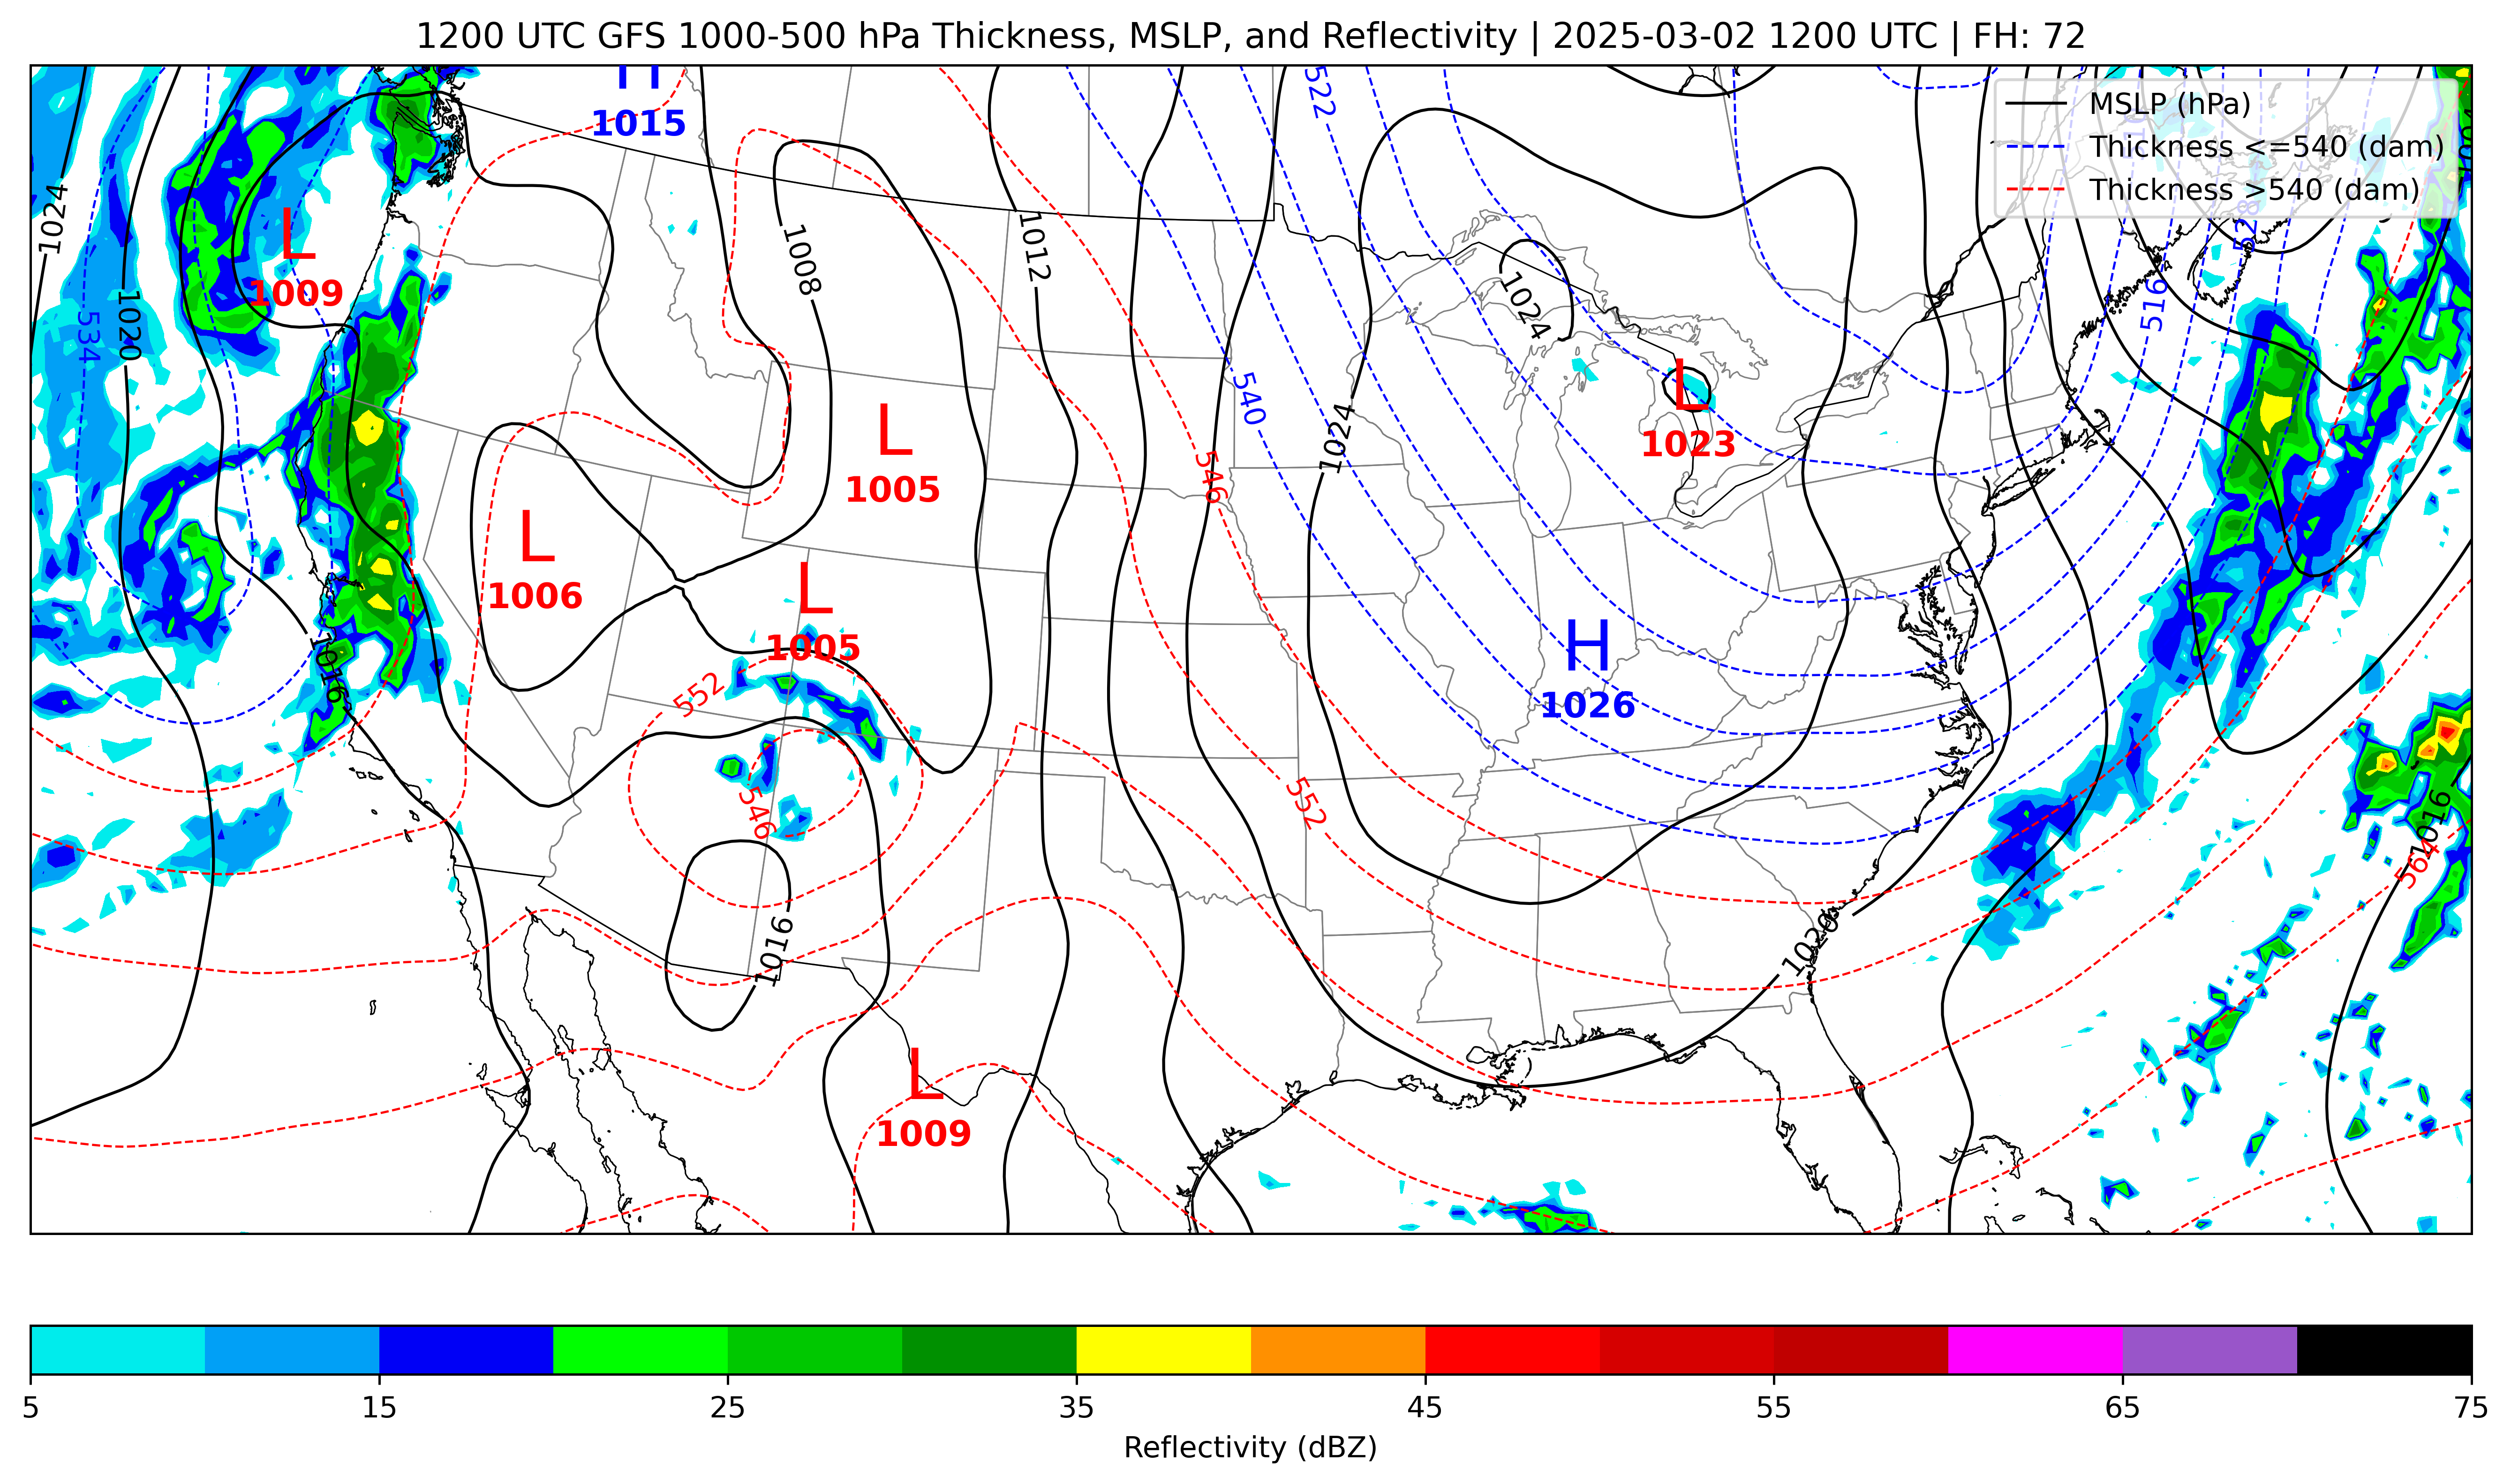 1200 UTC GFS 1000-500 hPa Thickness, MSLP, and Reflectivity | 2025-03-02 1200 UTC | FH: 72
MSLP (hPa)
Thickness <=540 (dam)
Thickness >540 (dam)
H
1015
522
1024
L
1009
1008
1012
528
516
534
1020
1024
540
1024
L
1023
L
1005
546
L
1006
L
1005
H
1026
1016
552
546
552
1016
564
1016
1020
L
1009
5
15
25
35
45
55
65
75
Reflectivity (dBZ)